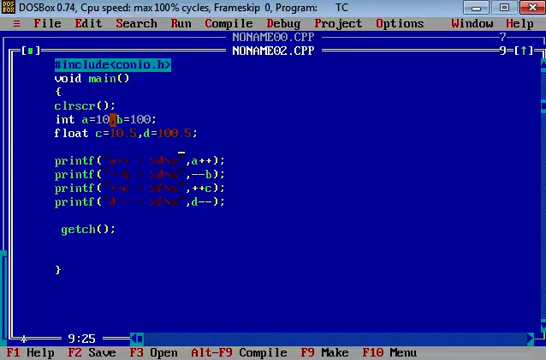 DOSBox 0.74, Cpu speed: max 100% cycles, Frameskip 0, Program: TC
≡ File Edit Search Run Compile Debug Project Options Window Help
NONAME00.CPP 7
[■] NONAME02.CPP 9=[↑]
#include<conio.h>
void main()
{
clrscr();
int a=10,b=100;
float c=10.5,d=100.5;
printf( ,a++);
printf( ,--b);
printf( ,++c);
printf( ,d--);
getch();
}
9:25
F1 Help F2 Save F3 Open Alt-F9 Compile F9 Make F10 Menu